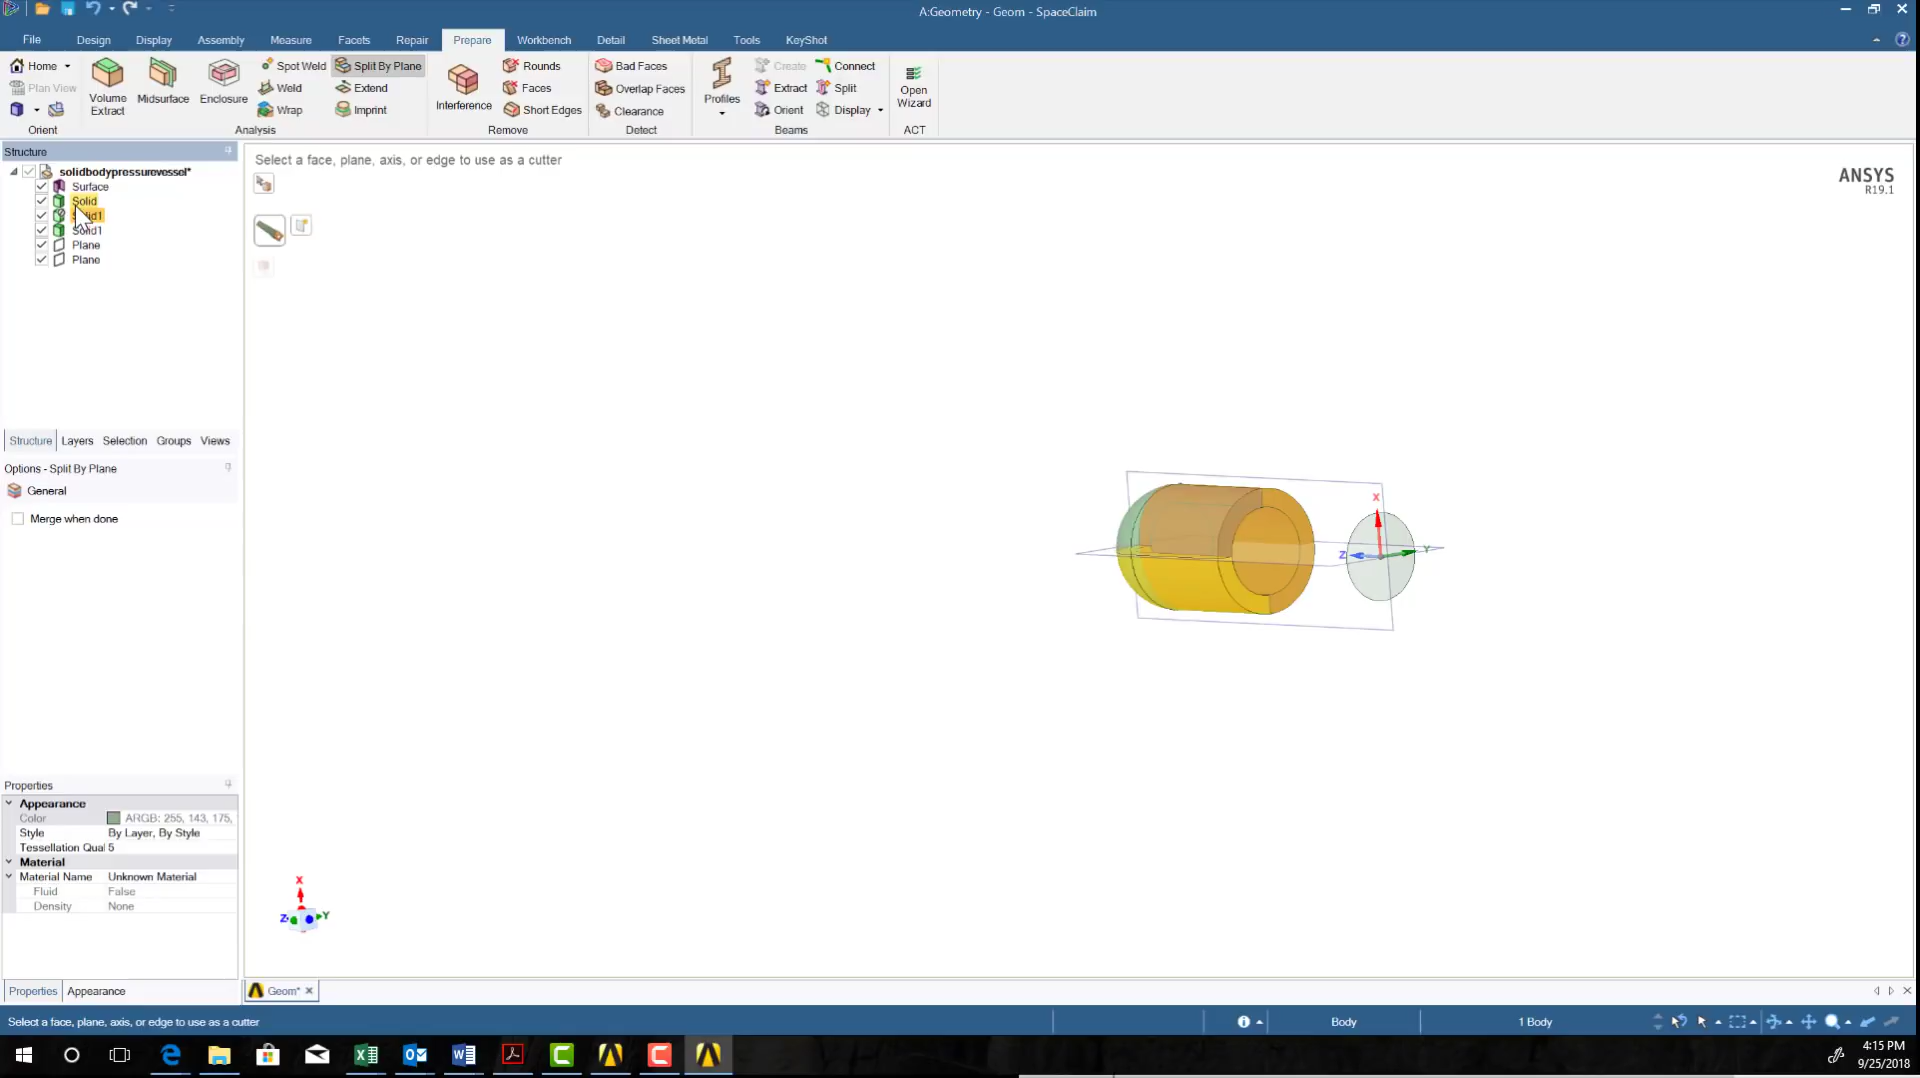 A:Geometry - Geom - SpaceClaim
File Design Display Assembly Measure Facets Repair Prepare Workbench Detail Sheet Metal Tools KeyShot
Home
Plan View
Orient
Volume Extract
Midsurface
Enclosure
Spot Weld
Weld
Wrap
Split By Plane
Extend
Imprint
Analysis
Interference
Rounds
Faces
Short Edges
Remove
Bad Faces
Overlap Faces
Clearance
Detect
Profiles
Create
Extract
Orient
Connect
Split
Display
Beams
Open Wizard
ACT
Structure
solidbodypressurevessel*
Surface
Solid
Solid1
Plane
Plane
Select a face, plane, axis, or edge to use as a cutter
ANSYS
R19.1
Structure Layers Selection Groups Views
Options - Split By Plane
General
Merge when done
X
Z
Y
Properties
Appearance
Color ARGB: 255, 143, 175,
Style By Layer, By Style
Tessellation Qual 5
Material
Material Name Unknown Material
Fluid False
Density None
X
Z
Y
Properties Appearance
Geom*
Select a face, plane, axis, or edge to use as a cutter
Body
1 Body
4:15 PM
9/25/2018